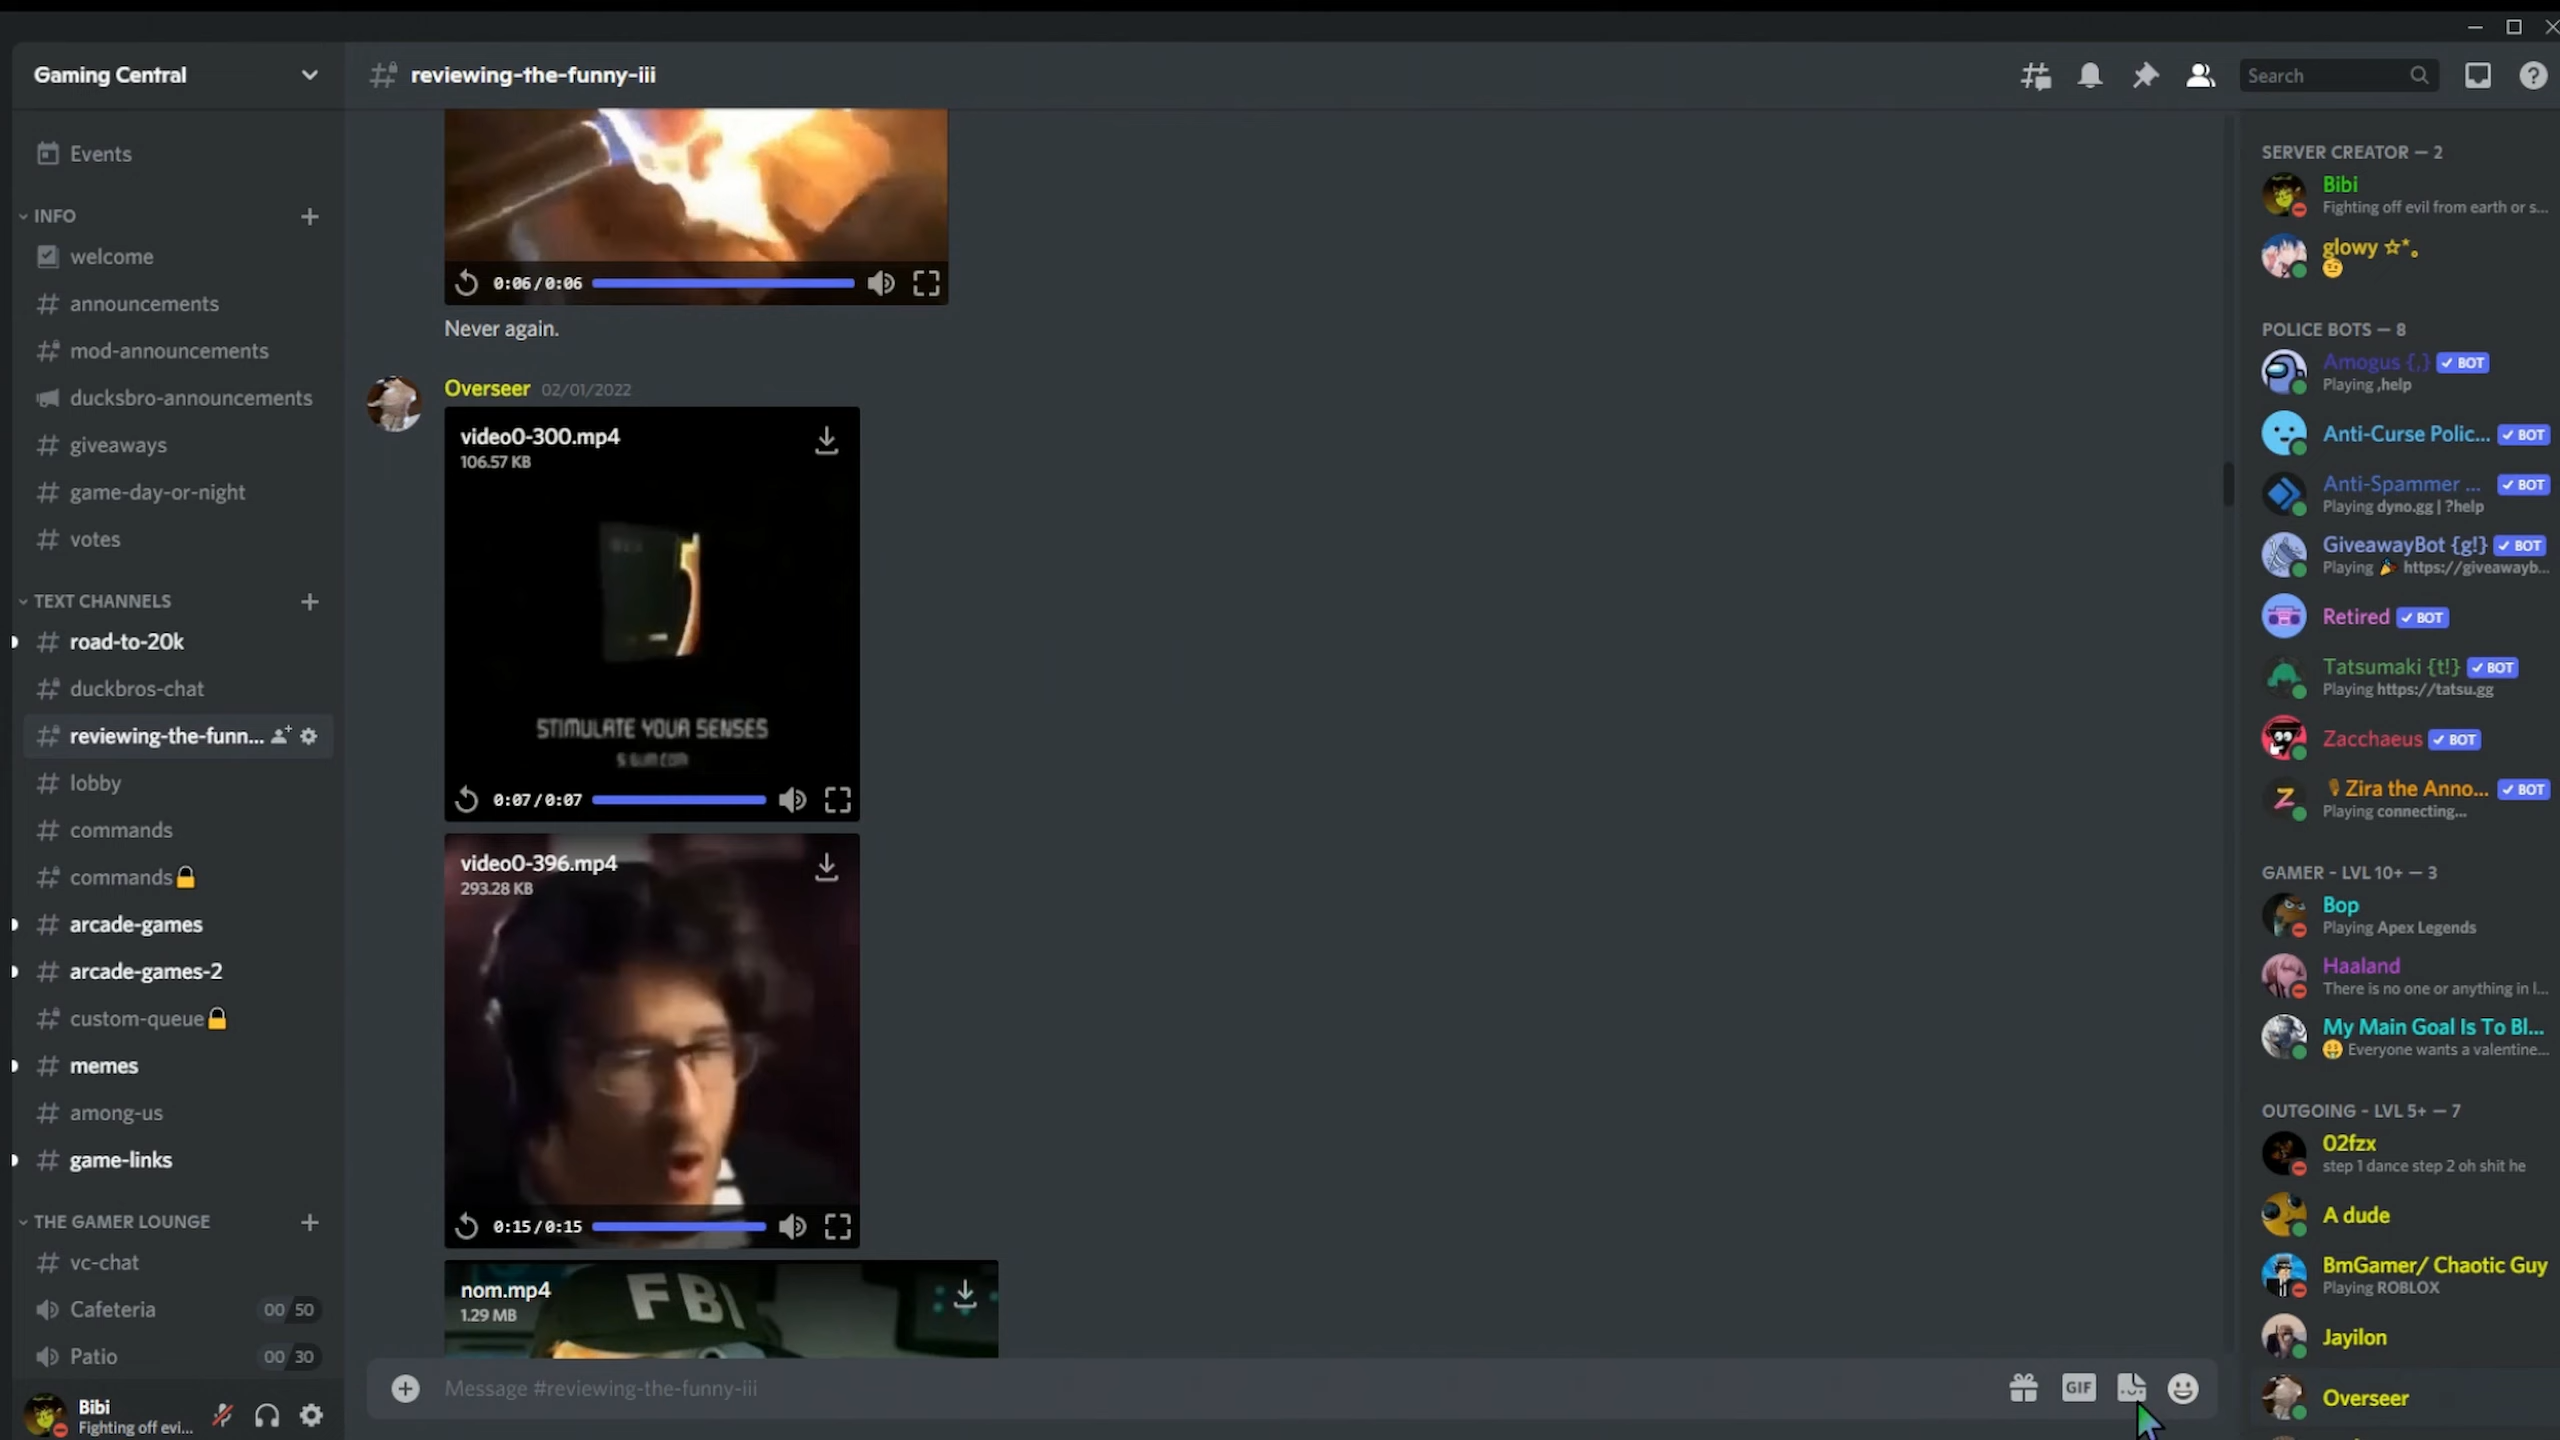 Gaming Central
Events
INFO
welcome
announcements
mod-announcements
ducksbro-announcements
giveaways
game-day-or-night
votes
TEXT CHANNELS
road-to-20k
duckbros-chat
reviewing-the-funn...
lobby
commands
commands
arcade-games
arcade-games-2
custom-queue
memes
among-us
game-links
THE GAMER LOUNGE
vc-chat
Cafeteria 00 50
Patio 00 30
Bibi
Fighting off evi...
reviewing-the-funny-iii
Search
0:06/0:06
Never again.
Overseer 02/01/2022
video0-300.mp4
106.57 KB
STIMULATE YOUR SENSES
0:07/0:07
video0-396.mp4
293.28 KB
0:15/0:15
nom.mp4
1.29 MB
FBI
Message #reviewing-the-funny-iii
GIF
SERVER CREATOR — 2
Bibi
Fighting off evil from earth or s...
glowy ☆*。
POLICE BOTS — 8
Amogus {,} BOT
Playing ,help
Anti-Curse Polic... BOT
Anti-Spammer ... BOT
Playing dyno.gg | ?help
GiveawayBot {g!} BOT
Playing 🎉 https://giveawayb...
Retired BOT
Tatsumaki {t!} BOT
Playing https://tatsu.gg
Zacchaeus BOT
Zira the Anno... BOT
Playing connecting...
GAMER - LVL 10+ — 3
Bop
Playing Apex Legends
Haaland
There is no one or anything in l...
My Main Goal Is To Bl...
Everyone wants a valentine...
OUTGOING - LVL 5+ — 7
02fzx
step 1 dance step 2 oh shit he
A dude
BmGamer/ Chaotic Guy
Playing ROBLOX
Jayilon
Overseer